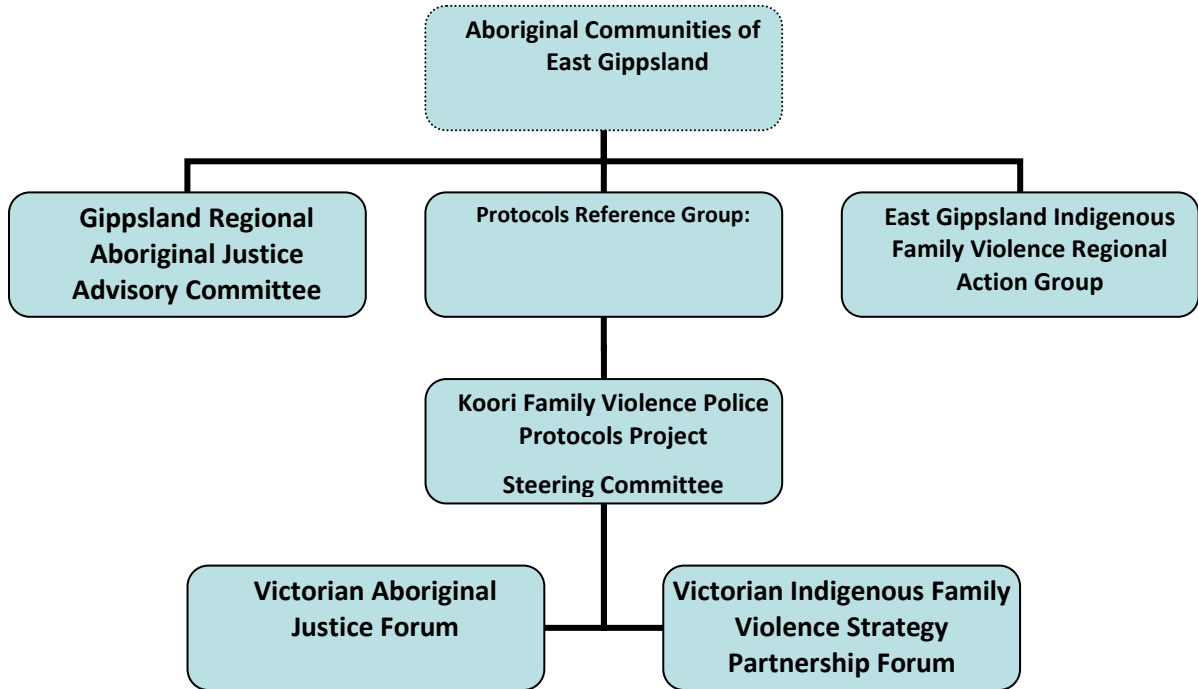 Aboriginal Communities of
East Gippsland
Gippsland Regional
Aboriginal Justice
Advisory Committee
Protocols Reference Group:
East Gippsland Indigenous
Family Violence Regional
Action Group
Koori Family Violence Police
Protocols Project
Steering Committee
Victorian Aboriginal
Justice Forum
Victorian Indigenous Family
Violence Strategy
Partnership Forum